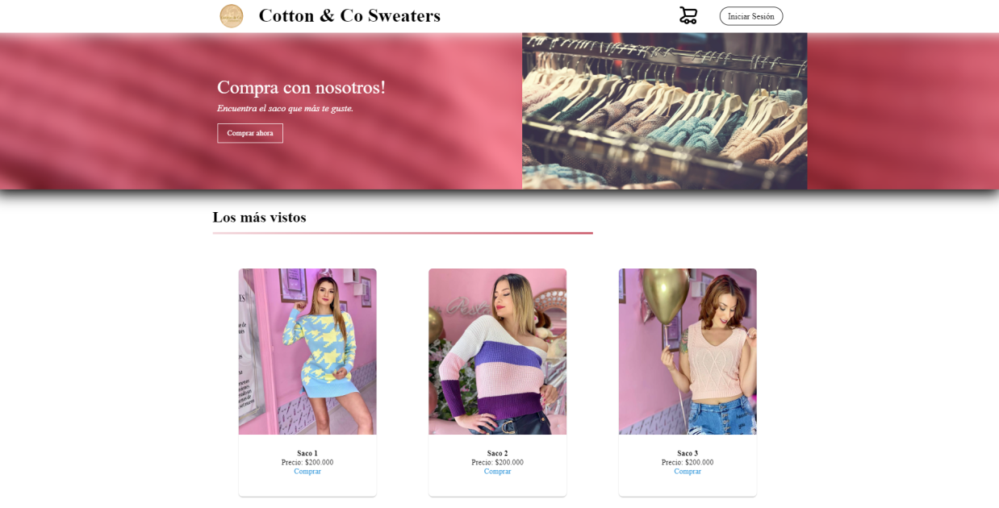 Cotton & Co Sweaters
Iniciar Sesión
Compra con nosotros!
Encuentra el saco que más te guste.
Comprar ahora
Los más vistos
Saco 1
Precio: $200.000
Comprar
Saco 2
Precio: $200.000
Comprar
Saco 3
Precio: $200.000
Comprar